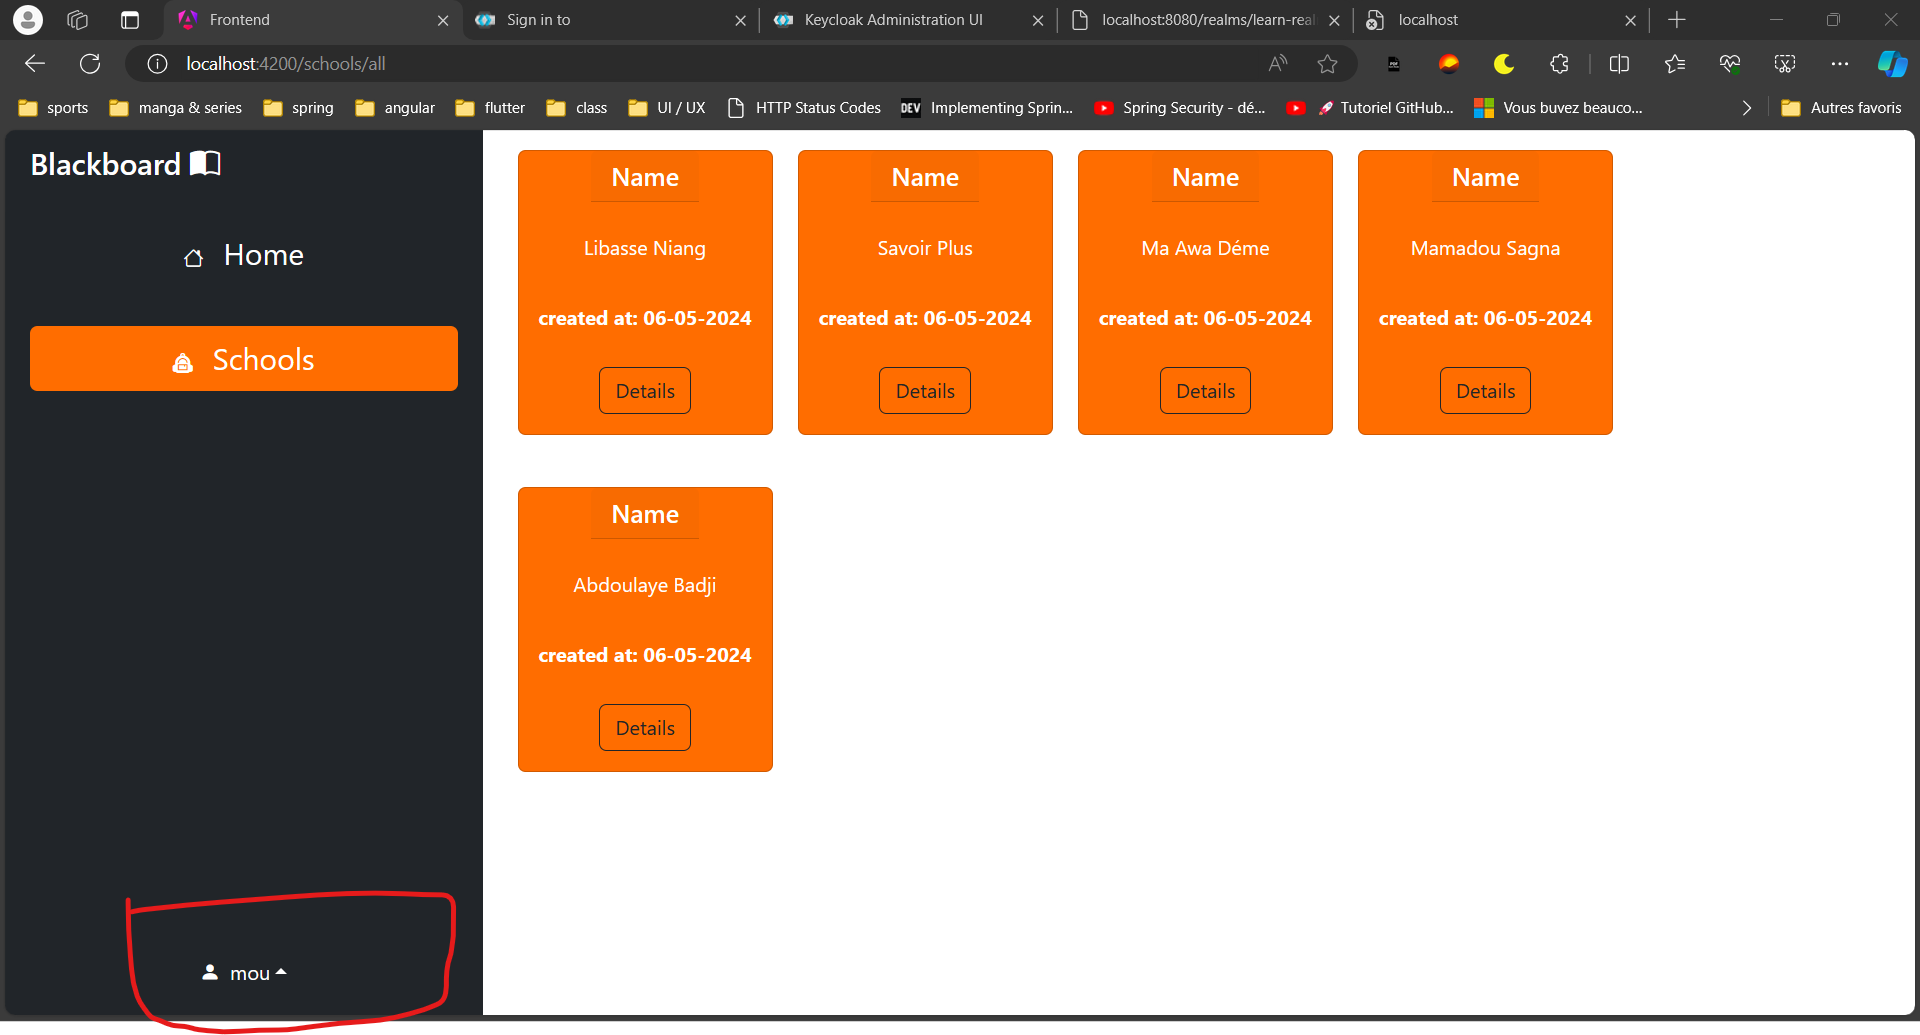 Frontend
Sign in to
Keycloak Administration UI
localhost:8080/realms/learn-real
localhost
localhost:4200/schools/all
sports
manga & series
spring
angular
flutter
class
UI / UX
HTTP Status Codes
DEV
Implementing Sprin...
Spring Security - dé...
Tutoriel GitHub...
Vous buvez beauco...
Autres favoris
Blackboard
Home
Schools
mou
Name
Libasse Niang
created at: 06-05-2024
Details
Name
Savoir Plus
created at: 06-05-2024
Details
Name
Ma Awa Déme
created at: 06-05-2024
Details
Name
Mamadou Sagna
created at: 06-05-2024
Details
Name
Abdoulaye Badji
created at: 06-05-2024
Details